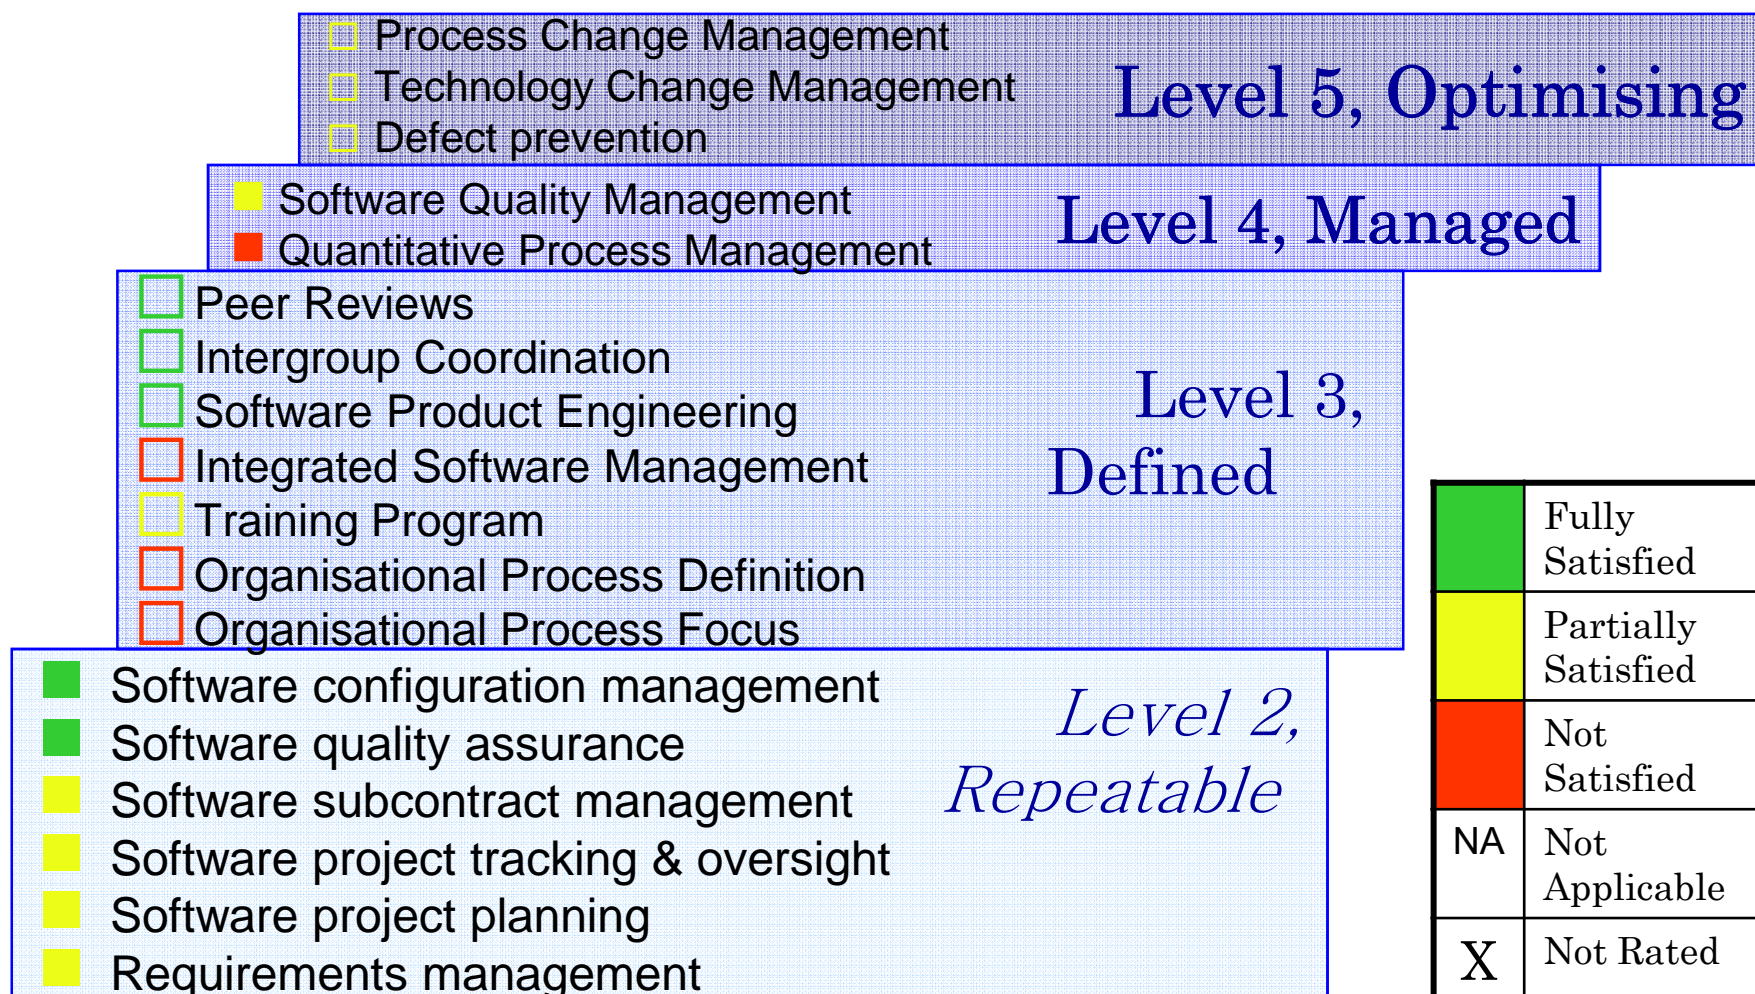 Process Change Management
Technology Change Management
Defect prevention
Level 5, Optimising
Software Quality Management
Quantitative Process Management
Level 4, Managed
Peer Reviews
Intergroup Coordination
Software Product Engineering
Integrated Software Management
Training Program
Organisational Process Definition
Organisational Process Focus
Level 3,
Defined
Software configuration management
Software quality assurance
Software subcontract management
Software project tracking & oversight
Software project planning
Requirements management
Level 2,
Repeatable
Fully
Satisfied
Partially
Satisfied
Not
Satisfied
NA Not
Applicable
X Not Rated